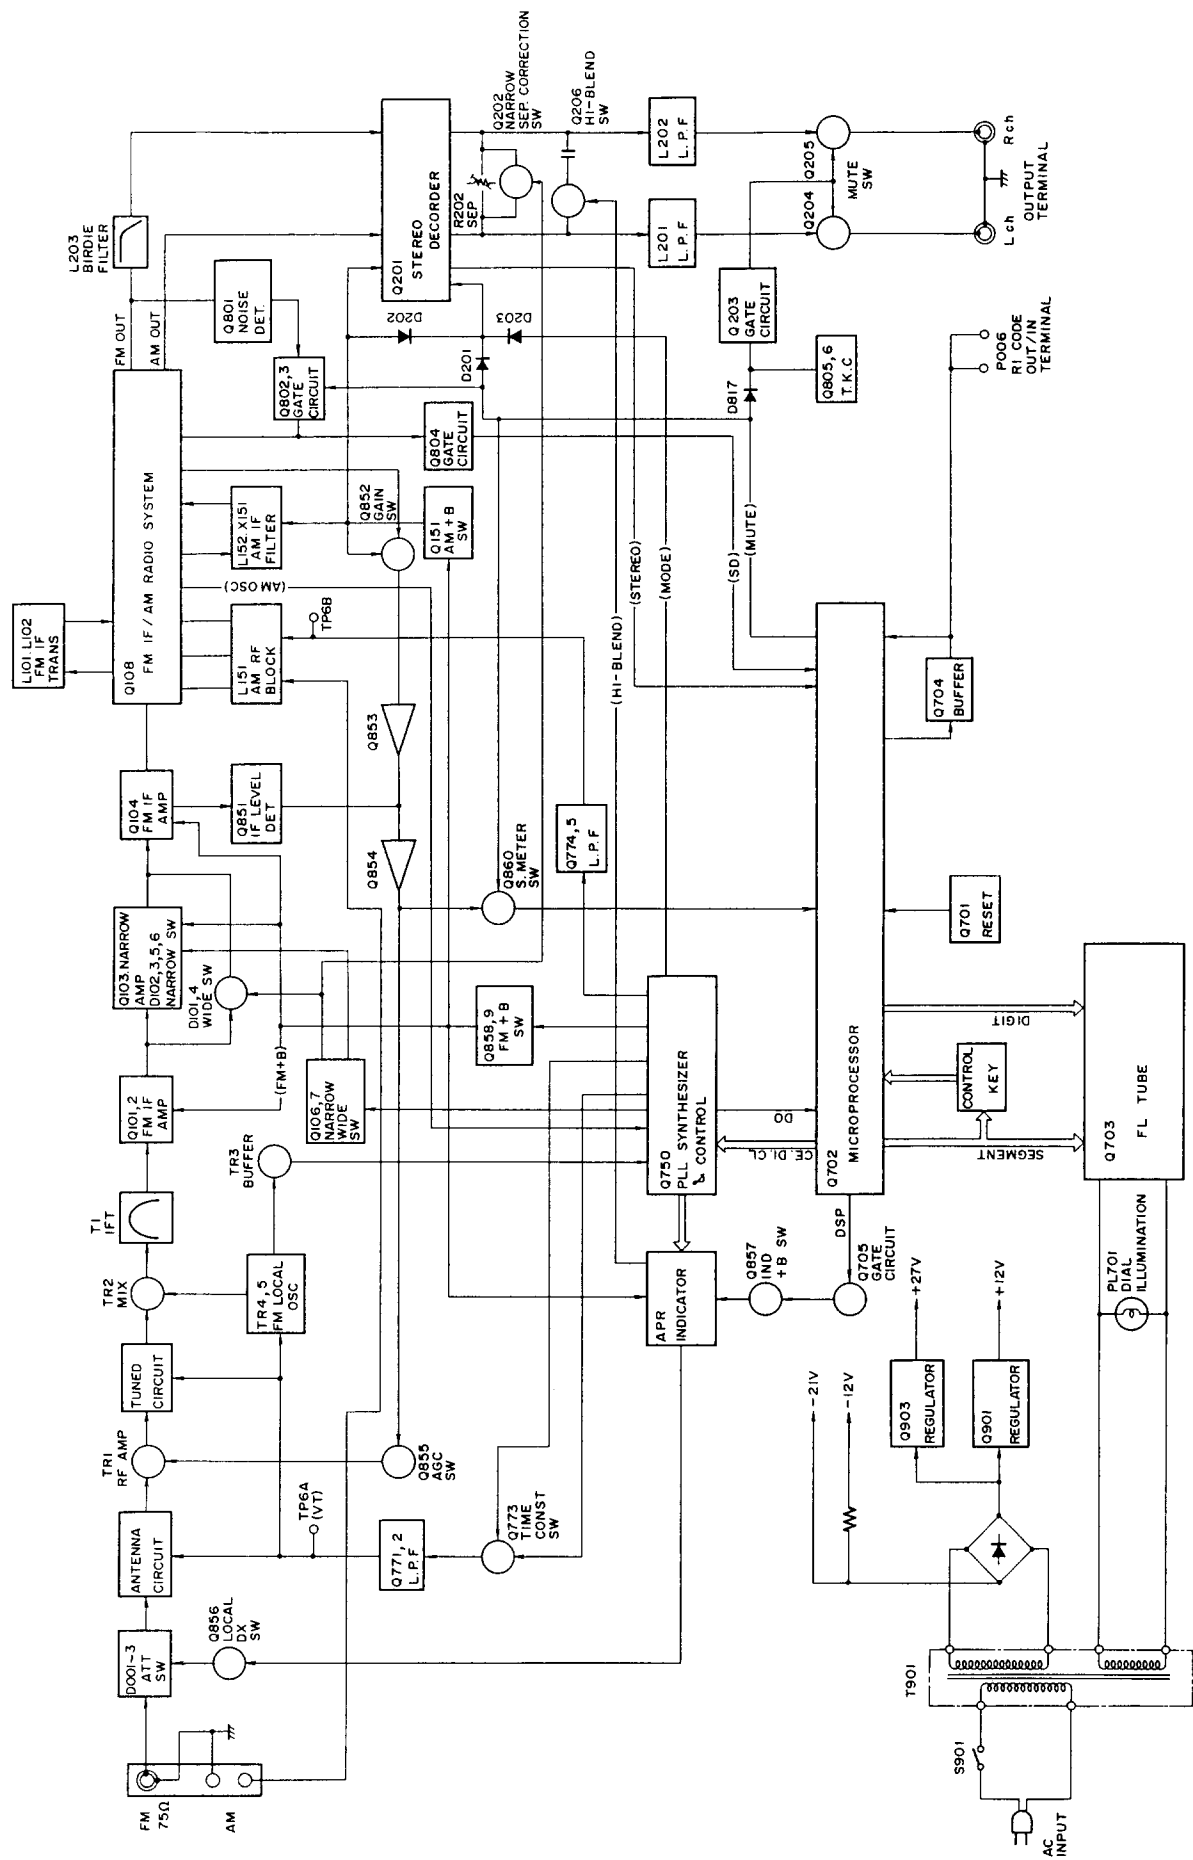 FM
75Ω
AM
D001~3
ATT
SW
Q856
LOCAL
DX
SW
ANTENNA
CIRCUIT
TR1
RF AMP
TUNED
CIRCUIT
TR2
MIX
T1
IFT
Q101,2
FM IF
AMP
Q103.NARROW
AMP
D102,3,5,6
NARROW SW
D101,4
WIDE SW
Q104
FM IF
AMP
L101.L102
FM IF
TRANS
Q108
FM IF / AM RADIO SYSTEM
FM OUT
AM OUT
L203
BIRDIE
FILTER
TP6A
(VT)
TR4,5
FM LOCAL
OSC
TR3
BUFFER
(FM+B)
Q106,7
NARROW
WIDE
SW
Q851
IF LEVEL
DET
L151
AM RF
BLOCK
TP6B
(AM OSC)
L152.X151
AM IF
FILTER
Q802,3
GATE
CIRCUIT
Q801
NOISE
DET.
Q771,2
L.P.F
Q855
AGC
SW
Q854
Q853
Q852
GAIN
SW
Q151
AM+B
SW
Q804
GATE
CIRCUIT
D202
D201
D203
Q201
STEREO
DECORDER
Q773
TIME
CONST
SW
Q858,9
FM+B
SW
Q860
S.METER
SW
Q774,5
L.P.F
R202
SEP
Q202
NARROW
SEP. CORRECTION
SW
Q206
HI-BLEND
SW
(HI-BLEND)
(MODE)
(STEREO)
(SD)
(MUTE)
APR
INDICATOR
Q750
PLL SYNTHESIZER
& CONTROL
L201
L.P.F
L202
L.P.F
D817
Q203
GATE
CIRCUIT
Q805,6
T.K.C
Q204
Q205
MUTE
SW
Lch
Rch
OUTPUT
TERMINAL
Q857
IND
+B SW
Q705
GATE
CIRCUIT
DSP
CE.DI.CL
DO
Q702
MICROPROCESSOR
Q704
BUFFER
P006
RI CODE
OUT/IN
TERMINAL
Q701
RESET
SEGMENT
CONTROL
KEY
DIGIT
Q703
FL TUBE
PL701
DIAL
ILLUMINATION
-21V
-12V
+27V
+12V
Q903
REGULATOR
Q901
REGULATOR
T901
S901
AC
INPUT